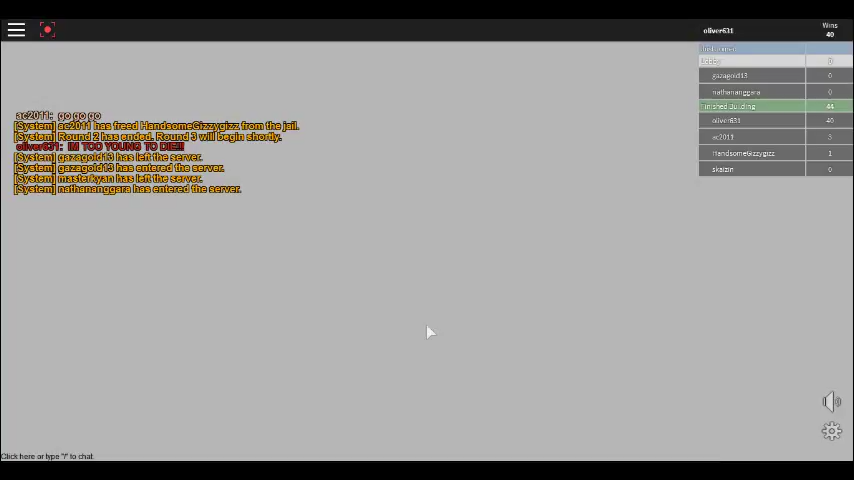 oliver631
Wins
40
Lobby 0
gazagold13 0
nathananggara 0
Finished Building 44
oliver631 40
ac2011 3
HandsomeGizzygizz 1
skaizin 0
ac2011: go go go
[System] ac2011 has freed HandsomeGizzygizz from the jail.
[System] Round 2 has ended. Round 3 will begin shortly.
oliver631: IM TOO YOUNG TO DIE!!!
[System] gazagold13 has left the server.
[System] gazagold13 has entered the server.
[System] masterkyan has left the server.
[System] nathananggara has entered the server.
Click here or type "/" to chat.